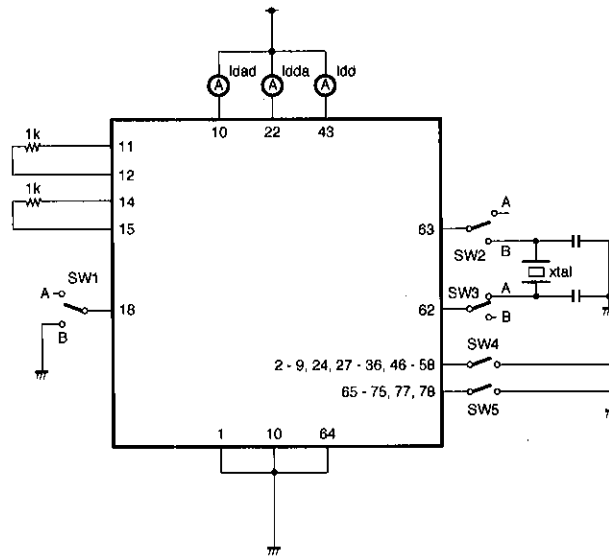 Idad Idda Idd
A A A
10 22 43
1k
11
12
1k
14
15
SW1
A
B
18
63
A
B
SW2
xtal
SW3
A
B
62
SW4
2 - 9, 24, 27 - 36, 46 - 58
65 - 75, 77, 78
SW5
1 10 64